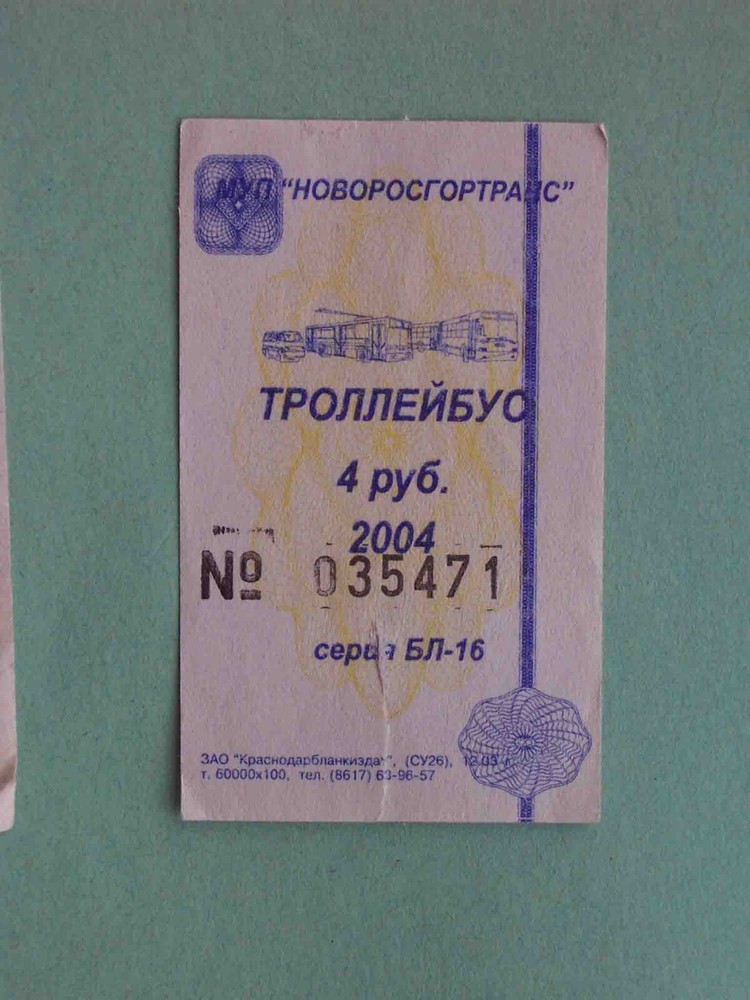 МУП "НОВОРОСГОРТРАНС"
ТРОЛЛЕЙБУС
4 руб.
2004
№ 035471
серия БЛ-16
ЗАО "Краснодарбланкиздат", (СУ26), 12.03 г.
т. 60000х100, тел. (8617) 63-96-57